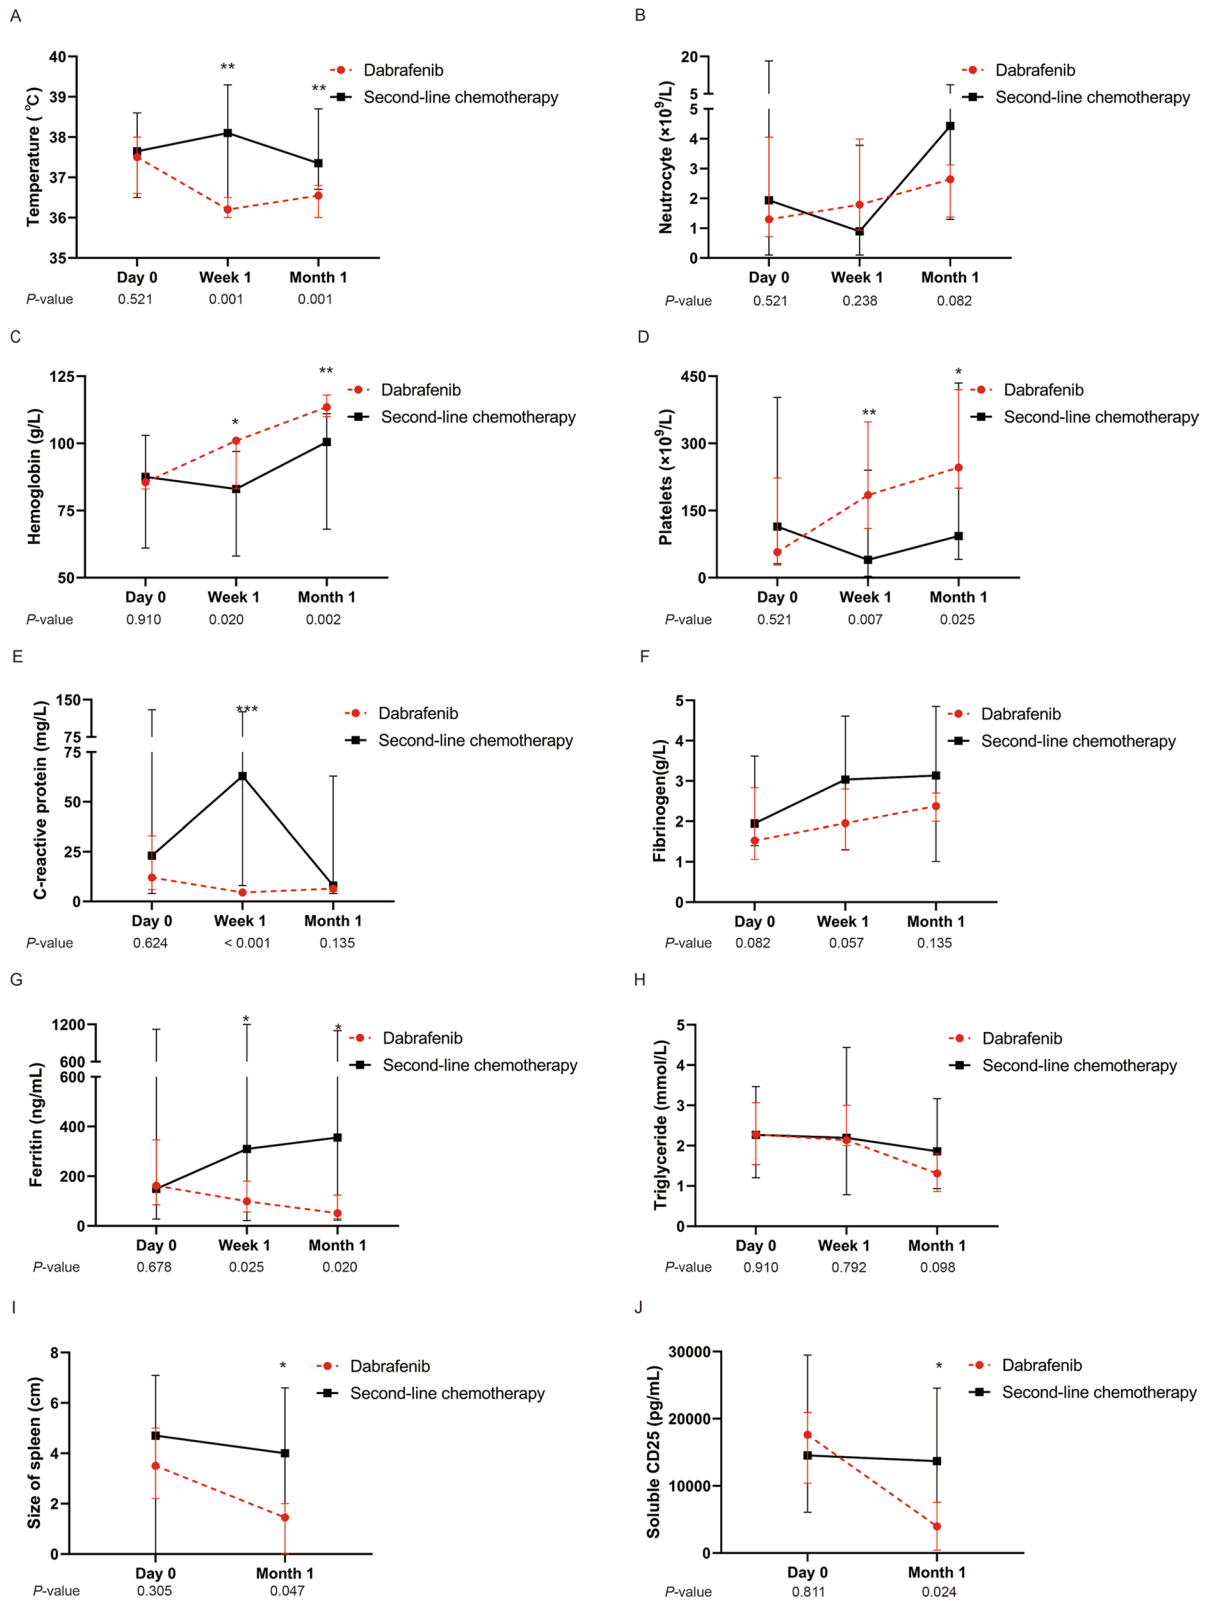 A
40
39
38
37
36
35
Temperature ( °C)
**
**
Dabrafenib
Second-line chemotherapy
Day 0 Week 1 Month 1
P-value 0.521 0.001 0.001
B
20
5
5
4
3
2
1
0
Neutrocyte (×10⁹/L)
Dabrafenib
Second-line chemotherapy
Day 0 Week 1 Month 1
P-value 0.521 0.238 0.082
C
125
100
75
50
Hemoglobin (g/L)
*
**
Dabrafenib
Second-line chemotherapy
Day 0 Week 1 Month 1
P-value 0.910 0.020 0.002
D
450
300
150
0
Platelets (×10⁹/L)
**
*
Dabrafenib
Second-line chemotherapy
Day 0 Week 1 Month 1
P-value 0.521 0.007 0.025
E
150
75
75
50
25
0
C-reactive protein (mg/L)
***
Dabrafenib
Second-line chemotherapy
Day 0 Week 1 Month 1
P-value 0.624 < 0.001 0.135
F
5
4
3
2
1
0
Fibrinogen(g/L)
Dabrafenib
Second-line chemotherapy
Day 0 Week 1 Month 1
P-value 0.082 0.057 0.135
G
1200
600
600
400
200
0
Ferritin (ng/mL)
*
*
Dabrafenib
Second-line chemotherapy
Day 0 Week 1 Month 1
P-value 0.678 0.025 0.020
H
5
4
3
2
1
0
Triglyceride (mmol/L)
Dabrafenib
Second-line chemotherapy
Day 0 Week 1 Month 1
P-value 0.910 0.792 0.098
I
8
6
4
2
0
Size of spleen (cm)
*
Dabrafenib
Second-line chemotherapy
Day 0 Month 1
P-value 0.305 0.047
J
30000
20000
10000
0
Soluble CD25 (pg/mL)
*
Dabrafenib
Second-line chemotherapy
Day 0 Month 1
P-value 0.811 0.024